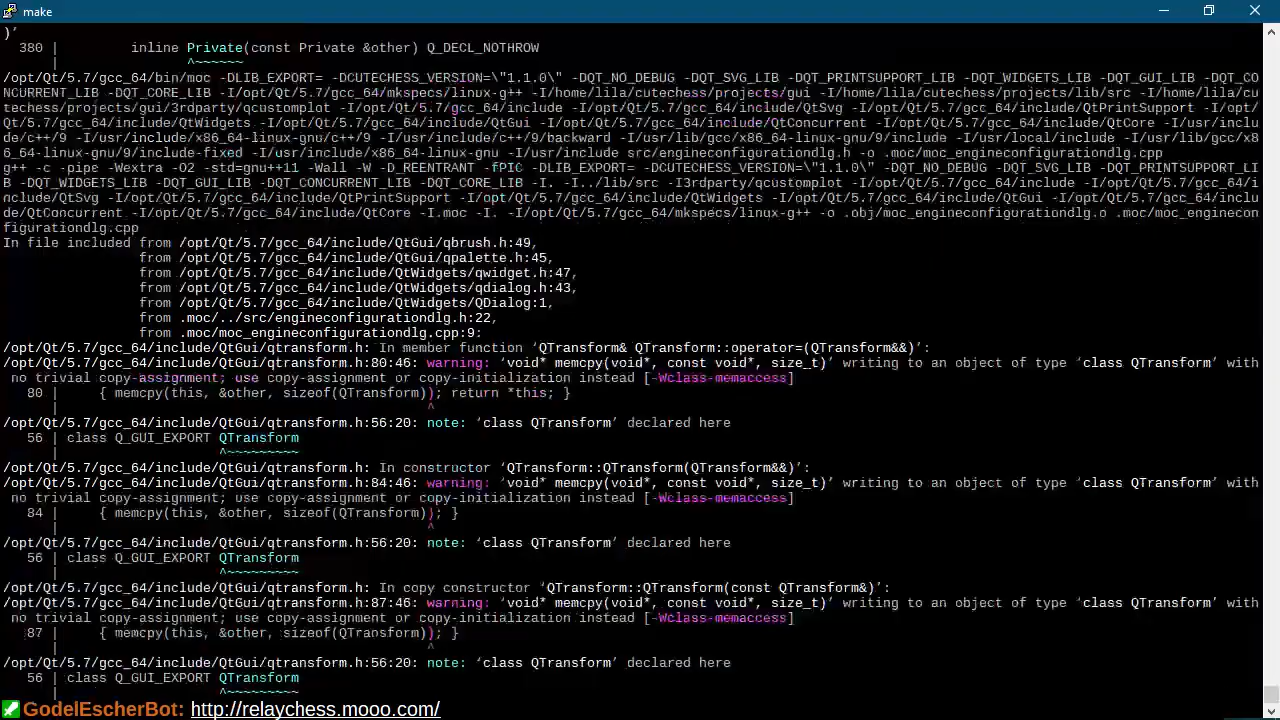 make
)’
380 | inline Private(const Private &other) Q_DECL_NOTHROW
| ^~~~~~~
/opt/Qt/5.7/gcc_64/bin/moc -DLIB_EXPORT= -DCUTECHESS_VERSION=\"1.1.0\" -DQT_NO_DEBUG -DQT_SVG_LIB -DQT_PRINTSUPPORT_LIB -DQT_WIDGETS_LIB -DQT_GUI_LIB -DQT_CO
NCURRENT_LIB -DQT_CORE_LIB -I/opt/Qt/5.7/gcc_64/mkspecs/linux-g++ -I/home/lila/cutechess/projects/gui -I/home/lila/cutechess/projects/lib/src -I/home/lila/cu
techess/projects/gui/3rdparty/qcustomplot -I/opt/Qt/5.7/gcc_64/include -I/opt/Qt/5.7/gcc_64/include/QtSvg -I/opt/Qt/5.7/gcc_64/include/QtPrintSupport -I/opt/
Qt/5.7/gcc_64/include/QtWidgets -I/opt/Qt/5.7/gcc_64/include/QtGui -I/opt/Qt/5.7/gcc_64/include/QtConcurrent -I/opt/Qt/5.7/gcc_64/include/QtCore -I/usr/inclu
de/c++/9 -I/usr/include/x86_64-linux-gnu/c++/9 -I/usr/include/c++/9/backward -I/usr/lib/gcc/x86_64-linux-gnu/9/include -I/usr/local/include -I/usr/lib/gcc/x8
6_64-linux-gnu/9/include-fixed -I/usr/include/x86_64-linux-gnu -I/usr/include src/engineconfigurationdlg.h -o .moc/moc_engineconfigurationdlg.cpp
g++ -c -pipe -Wextra -O2 -std=gnu++11 -Wall -W -D_REENTRANT -fPIC -DLIB_EXPORT= -DCUTECHESS_VERSION=\"1.1.0\" -DQT_NO_DEBUG -DQT_SVG_LIB -DQT_PRINTSUPPORT_LI
B -DQT_WIDGETS_LIB -DQT_GUI_LIB -DQT_CONCURRENT_LIB -DQT_CORE_LIB -I. -I../lib/src -I3rdparty/qcustomplot -I/opt/Qt/5.7/gcc_64/include -I/opt/Qt/5.7/gcc_64/i
nclude/QtSvg -I/opt/Qt/5.7/gcc_64/include/QtPrintSupport -I/opt/Qt/5.7/gcc_64/include/QtWidgets -I/opt/Qt/5.7/gcc_64/include/QtGui -I/opt/Qt/5.7/gcc_64/inclu
de/QtConcurrent -I/opt/Qt/5.7/gcc_64/include/QtCore -I.moc -I. -I/opt/Qt/5.7/gcc_64/mkspecs/linux-g++ -o .obj/moc_engineconfigurationdlg.o .moc/moc_enginecon
figurationdlg.cpp
In file included from /opt/Qt/5.7/gcc_64/include/QtGui/qbrush.h:49,
from /opt/Qt/5.7/gcc_64/include/QtGui/qpalette.h:45,
from /opt/Qt/5.7/gcc_64/include/QtWidgets/qwidget.h:47,
from /opt/Qt/5.7/gcc_64/include/QtWidgets/qdialog.h:43,
from /opt/Qt/5.7/gcc_64/include/QtWidgets/QDialog:1,
from .moc/../src/engineconfigurationdlg.h:22,
from .moc/moc_engineconfigurationdlg.cpp:9:
/opt/Qt/5.7/gcc_64/include/QtGui/qtransform.h: In member function ‘QTransform& QTransform::operator=(QTransform&&)’:
/opt/Qt/5.7/gcc_64/include/QtGui/qtransform.h:80:46: warning: ‘void* memcpy(void*, const void*, size_t)’ writing to an object of type ‘class QTransform’ with
no trivial copy-assignment; use copy-assignment or copy-initialization instead [-Wclass-memaccess]
80 | { memcpy(this, &other, sizeof(QTransform)); return *this; }
| ^
/opt/Qt/5.7/gcc_64/include/QtGui/qtransform.h:56:20: note: ‘class QTransform’ declared here
56 | class Q_GUI_EXPORT QTransform
| ^~~~~~~~~~
/opt/Qt/5.7/gcc_64/include/QtGui/qtransform.h: In constructor ‘QTransform::QTransform(QTransform&&)’:
/opt/Qt/5.7/gcc_64/include/QtGui/qtransform.h:84:46: warning: ‘void* memcpy(void*, const void*, size_t)’ writing to an object of type ‘class QTransform’ with
no trivial copy-assignment; use copy-assignment or copy-initialization instead [-Wclass-memaccess]
84 | { memcpy(this, &other, sizeof(QTransform)); }
| ^
/opt/Qt/5.7/gcc_64/include/QtGui/qtransform.h:56:20: note: ‘class QTransform’ declared here
56 | class Q_GUI_EXPORT QTransform
| ^~~~~~~~~~
/opt/Qt/5.7/gcc_64/include/QtGui/qtransform.h: In copy constructor ‘QTransform::QTransform(const QTransform&)’:
/opt/Qt/5.7/gcc_64/include/QtGui/qtransform.h:87:46: warning: ‘void* memcpy(void*, const void*, size_t)’ writing to an object of type ‘class QTransform’ with
no trivial copy-assignment; use copy-assignment or copy-initialization instead [-Wclass-memaccess]
87 | { memcpy(this, &other, sizeof(QTransform)); }
| ^
/opt/Qt/5.7/gcc_64/include/QtGui/qtransform.h:56:20: note: ‘class QTransform’ declared here
56 | class Q_GUI_EXPORT QTransform
| ^~~~~~~~~~
GodelEscherBot: http://relaychess.mooo.com/